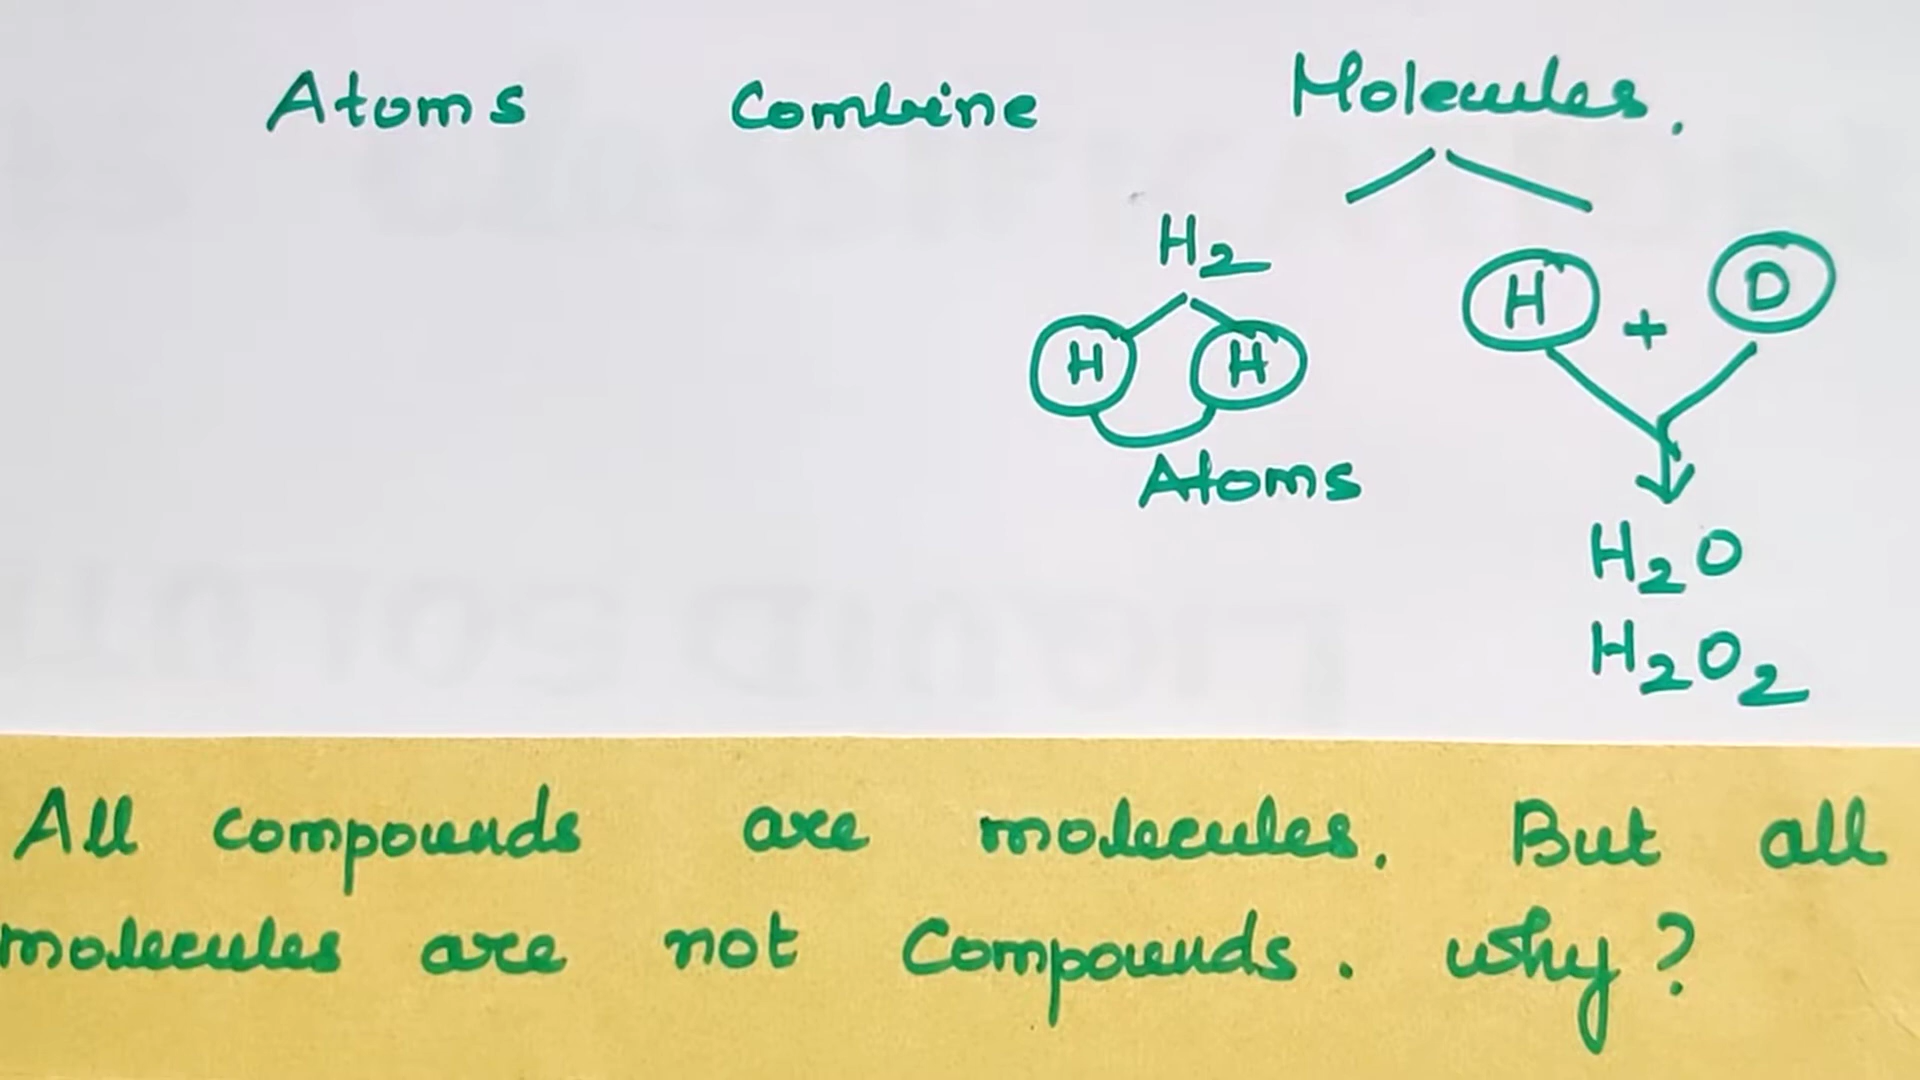 Atoms Combine Molecules.
H₂
H H
H + O
Atoms
H₂O
H₂O₂
All compounds are molecules. But all
molecules are not Compounds. why?